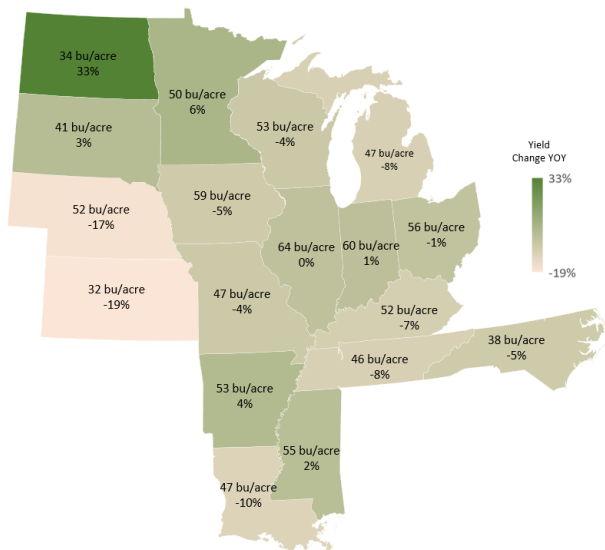 34 bu/acre
33%
50 bu/acre
6%
41 bu/acre
3%
53 bu/acre
-4%
47 bu/acre
-8%
Yield
Change YOY
33%
-19%
59 bu/acre
-5%
52 bu/acre
-17%
64 bu/acre
0%
60 bu/acre
1%
56 bu/acre
-1%
32 bu/acre
-19%
47 bu/acre
-4%
52 bu/acre
-7%
38 bu/acre
-5%
46 bu/acre
-8%
53 bu/acre
4%
55 bu/acre
2%
47 bu/acre
-10%